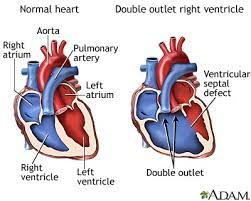 Normal heart
Double outlet right ventricle
Aorta
Right
atrium
Pulmonary
artery
Left
atrium
Ventricular
septal
defect
Right
ventricle
Left
ventricle
Double outlet
ADAM.